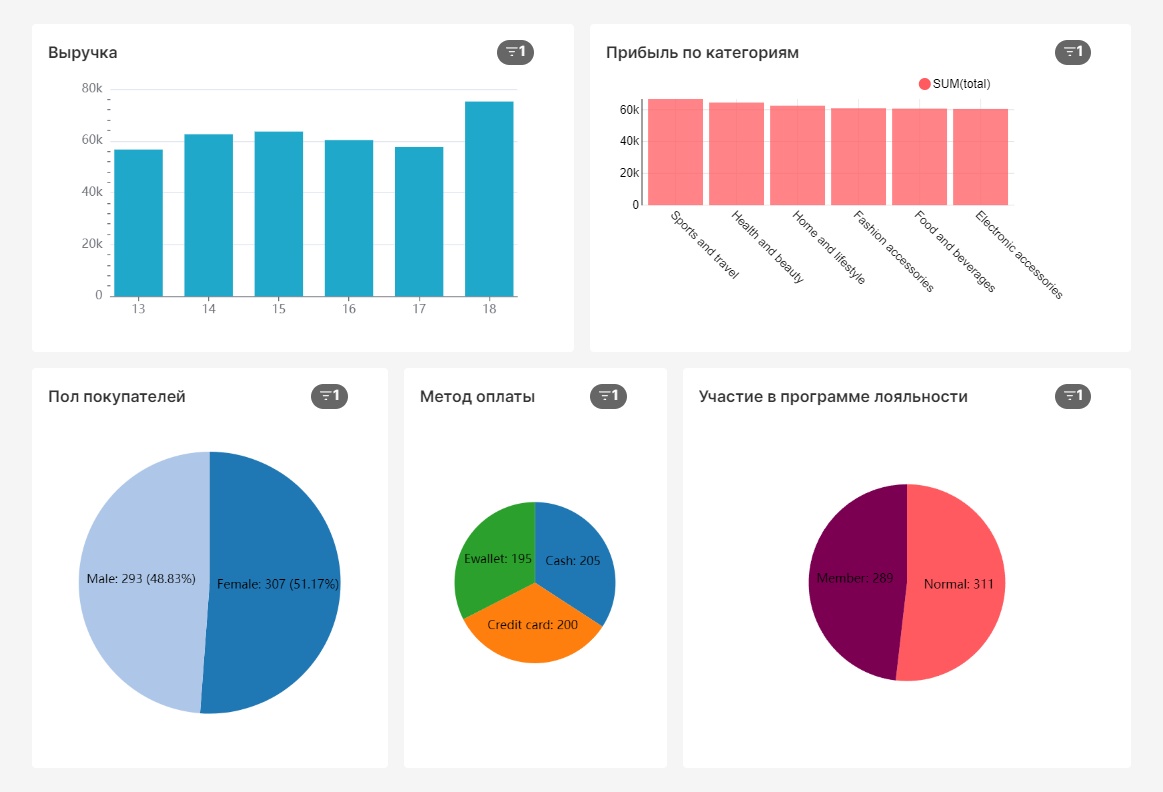 Выручка
1
80k
60k
40k
20k
0
13 14 15 16 17 18
Прибыль по категориям
1
SUM(total)
60k
40k
20k
0
Sports and travel
Health and beauty
Home and lifestyle
Fashion accessories
Food and beverages
Electronic accessories
Пол покупателей
1
Male: 293 (48.83%)
Female: 307 (51.17%)
Метод оплаты
1
Ewallet: 195
Cash: 205
Credit card: 200
Участие в программе лояльности
1
Member: 289
Normal: 311